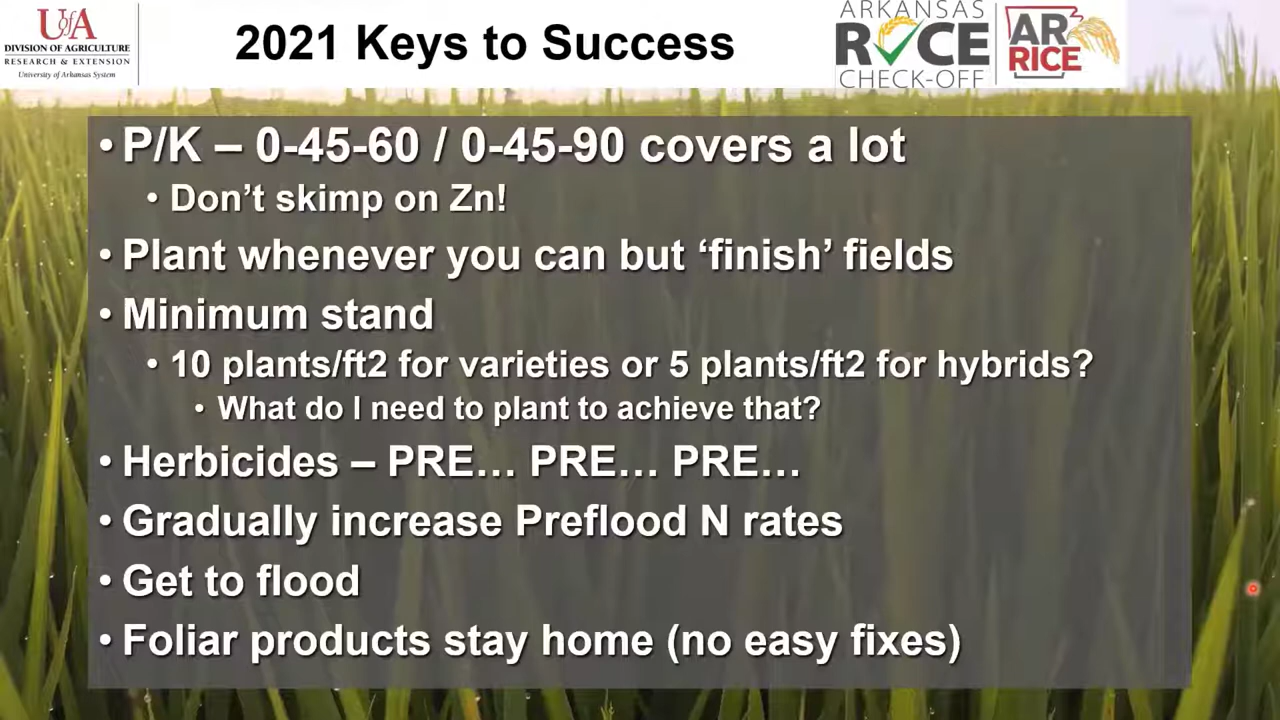 UofA
DIVISION OF AGRICULTURE
RESEARCH & EXTENSION
University of Arkansas System
2021 Keys to Success
ARKANSAS
RICE
CHECK-OFF
AR
RICE
• P/K – 0-45-60 / 0-45-90 covers a lot
• Don’t skimp on Zn!
• Plant whenever you can but ‘finish’ fields
• Minimum stand
• 10 plants/ft2 for varieties or 5 plants/ft2 for hybrids?
• What do I need to plant to achieve that?
• Herbicides – PRE… PRE… PRE…
• Gradually increase Preflood N rates
• Get to flood
• Foliar products stay home (no easy fixes)